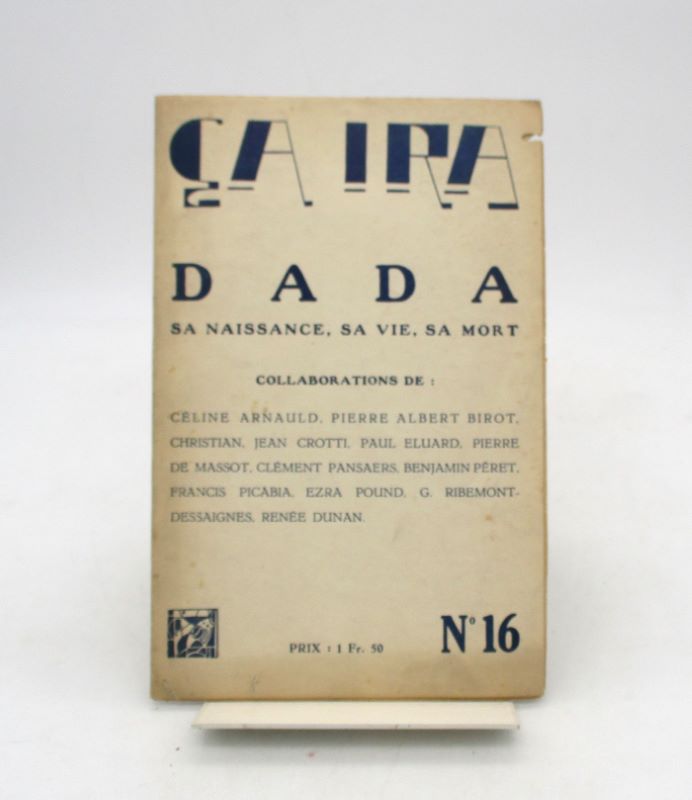 ÇA IRA
DADA
SA NAISSANCE, SA VIE, SA MORT
COLLABORATIONS DE :
CÉLINE ARNAULD, PIERRE ALBERT BIROT,
CHRISTIAN, JEAN CROTTI, PAUL ELUARD, PIERRE
DE MASSOT, CLÉMENT PANSAERS, BENJAMIN PÉRET,
FRANCIS PICABIA, EZRA POUND, G. RIBEMONT-
DESSAIGNES, RENÉE DUNAN.
PRIX : 1 Fr. 50
Nº 16